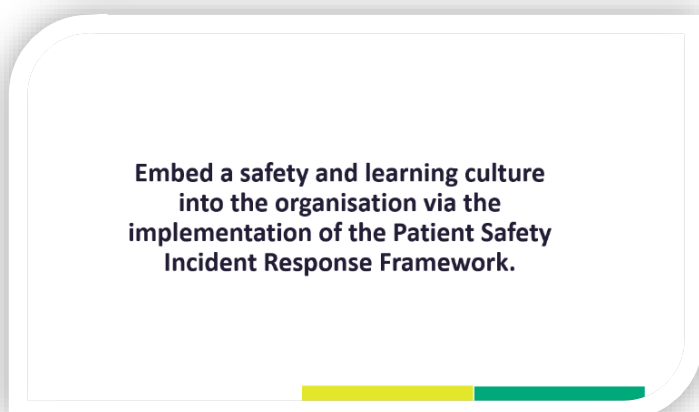 Embed a safety and learning culture
into the organisation via the
implementation of the Patient Safety
Incident Response Framework.